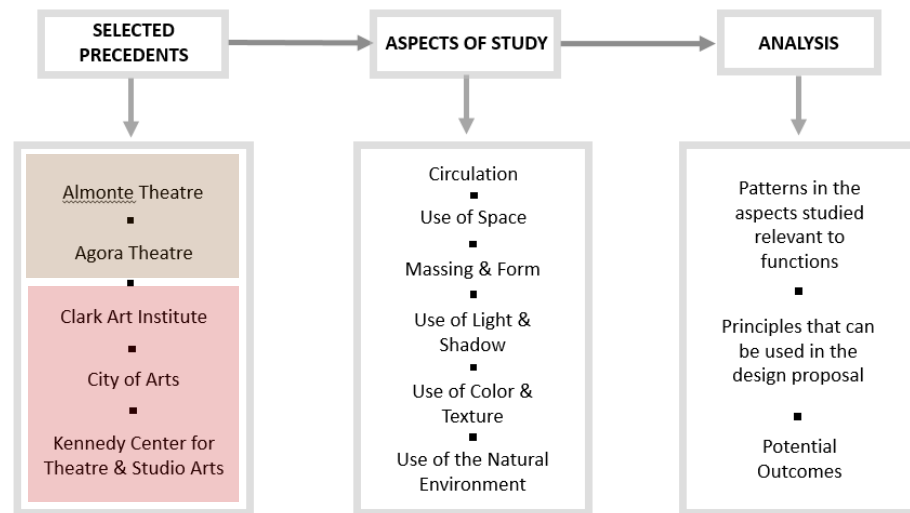 SELECTED
PRECEDENTS
ASPECTS OF STUDY
ANALYSIS
Almonte Theatre
Agora Theatre
Clark Art Institute
City of Arts
Kennedy Center for
Theatre & Studio Arts
Circulation
Use of Space
Massing & Form
Use of Light &
Shadow
Use of Color &
Texture
Use of the Natural
Environment
Patterns in the
aspects studied
relevant to
functions
Principles that can
be used in the
design proposal
Potential
Outcomes